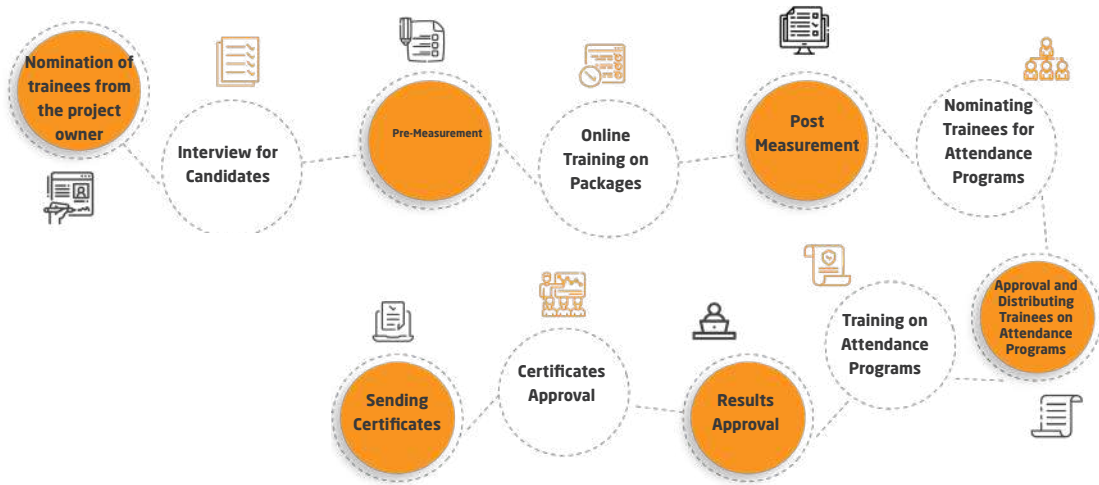 Nomination of
trainees from
the project
owner
Interview for
Candidates
Pre-Measurement
Online
Training on
Packages
Post
Measurement
Nominating
Trainees for
Attendance
Programs
Approval and
Distributing
Trainees on
Attendance
Programs
Training on
Attendance
Programs
Results
Approval
Certificates
Approval
Sending
Certificates